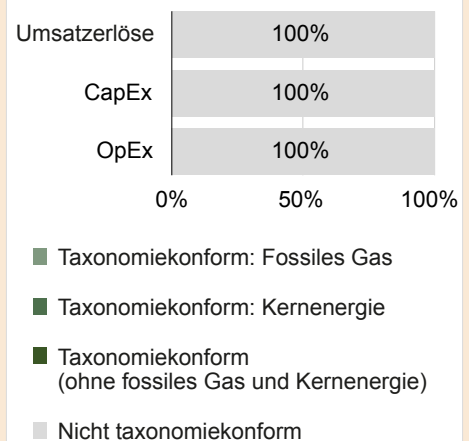 Umsatzerlöse 100%
CapEx 100%
OpEx 100%
0% 50% 100%
Taxonomiekonform: Fossiles Gas
Taxonomiekonform: Kernenergie
Taxonomiekonform
(ohne fossiles Gas und Kernenergie)
Nicht taxonomiekonform